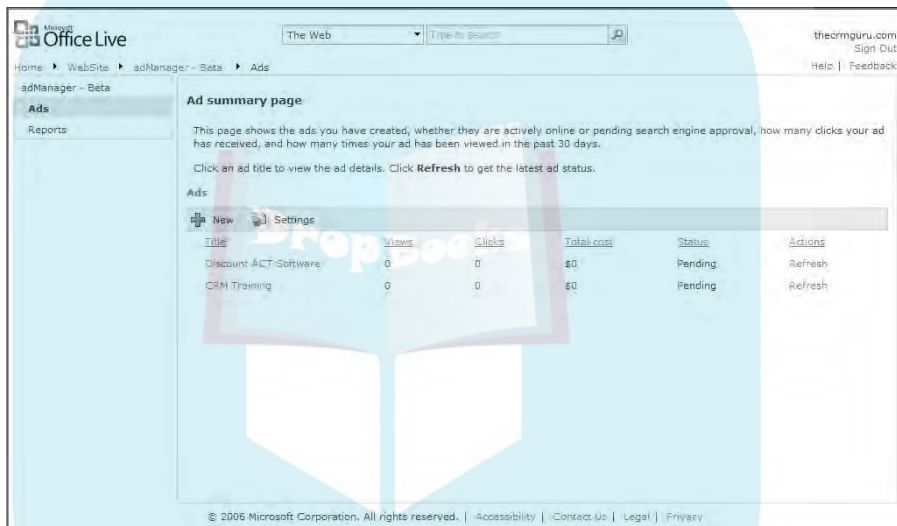 Microsoft
Office Live
The Web
Type to Search
thecrmguru.com
Sign Out
Home WebSite adManager - Beta Ads
Help | Feedback
adManager - Beta
Ads
Reports
Ad summary page
This page shows the ads you have created, whether they are actively online or pending search engine approval, how many clicks your ad
has received, and how many times your ad has been viewed in the past 30 days.
Click an ad title to view the ad details. Click Refresh to get the latest ad status.
Ads
New Settings
DropBooks
Title Views Clicks Total cost Status Actions
Discount ACT Software 0 0 $0 Pending Refresh
CRM Training 0 0 $0 Pending Refresh
© 2006 Microsoft Corporation. All rights reserved. | Accessibility | Contact Us | Legal | Privacy